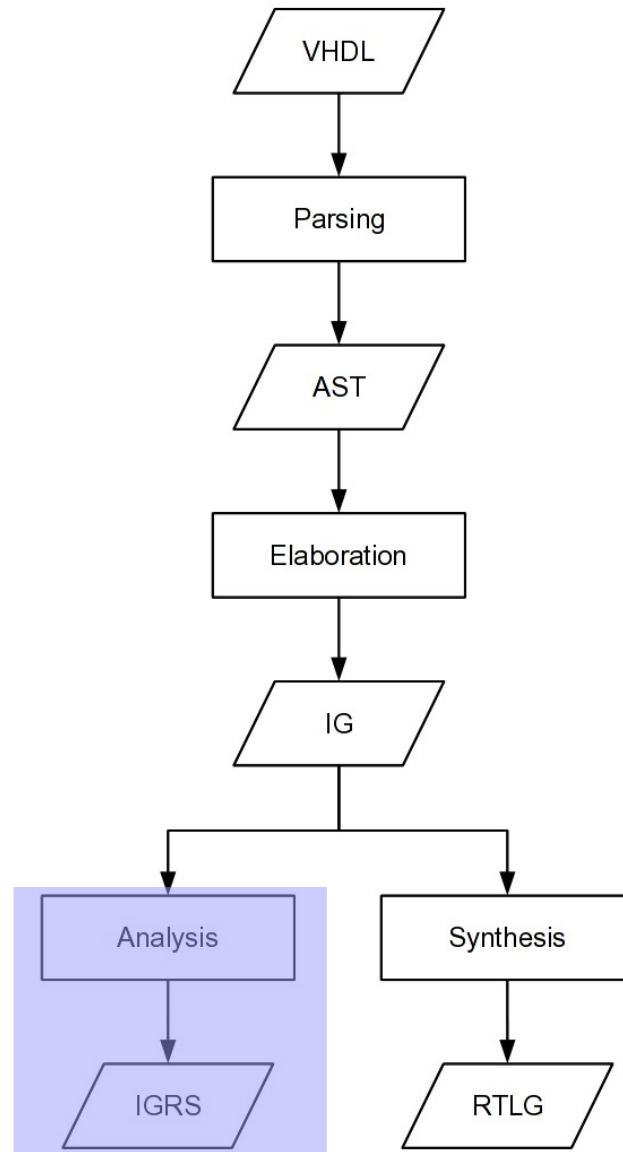 VHDL
Parsing
AST
Elaboration
IG
Analysis
Synthesis
IGRS
RTLG